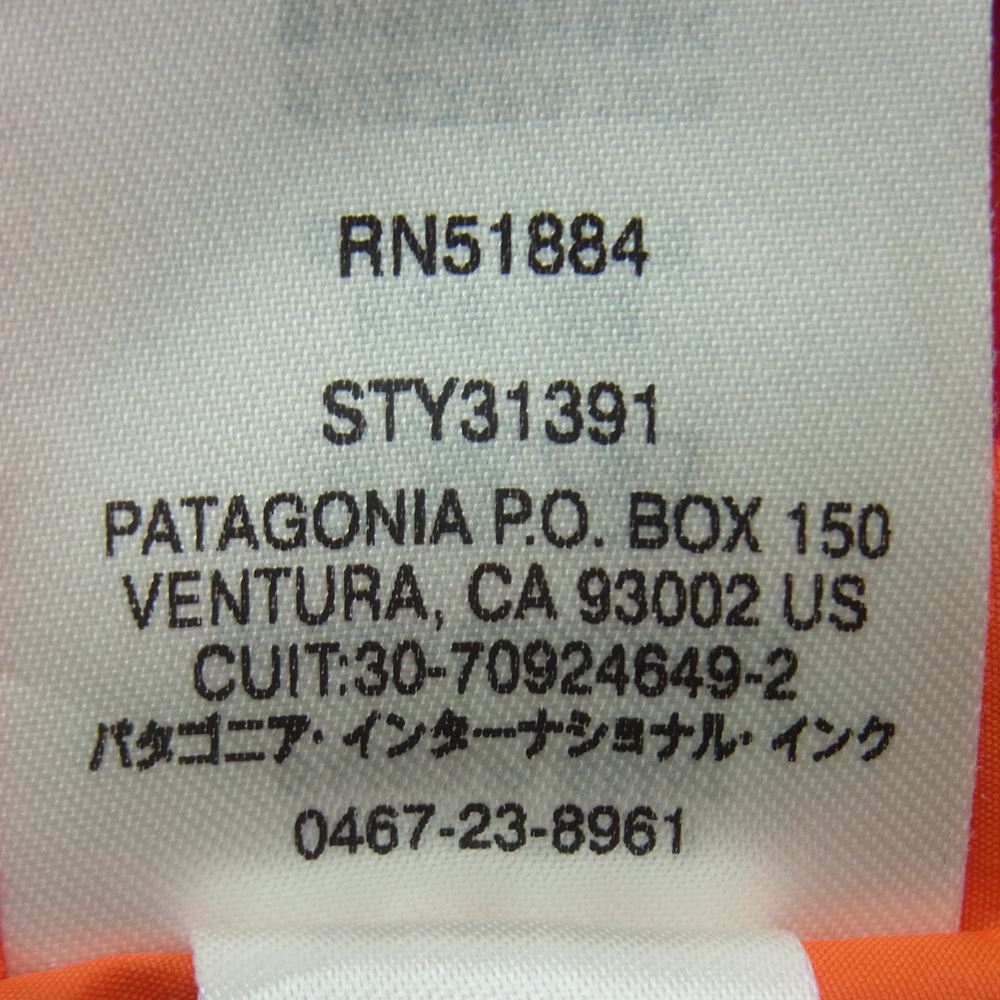 RN51884
STY31391
PATAGONIA P.O. BOX 150
VENTURA, CA 93002 US
CUIT:30-70924649-2
パタゴニア・インターナショナル・インク
0467-23-8961